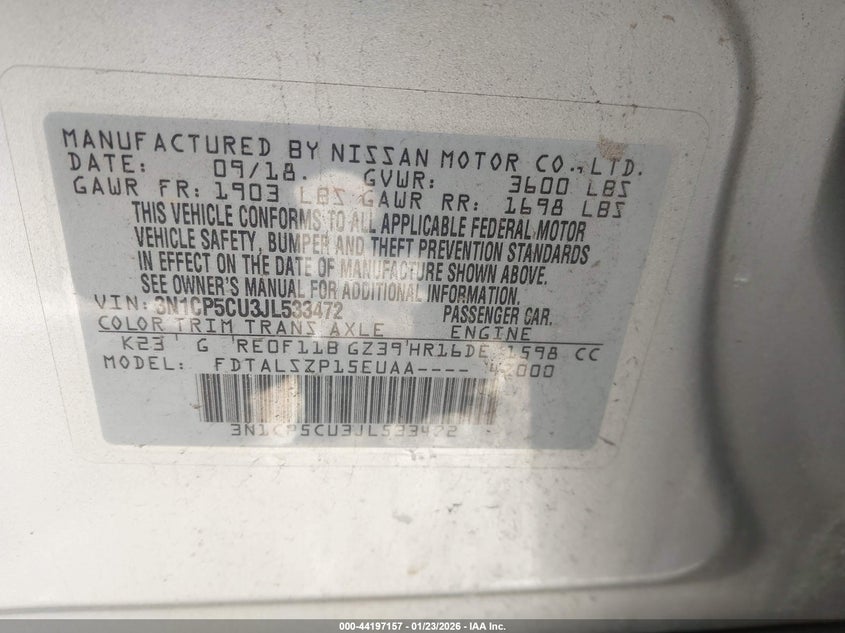 MANUFACTURED BY NISSAN MOTOR CO., LTD.
DATE: 09/18. GVWR: 3600 LBS
GAWR FR: 1903 LBS GAWR RR: 1698 LBS
THIS VEHICLE CONFORMS TO ALL APPLICABLE FEDERAL MOTOR
VEHICLE SAFETY, BUMPER AND THEFT PREVENTION STANDARDS
IN EFFECT ON THE DATE OF MANUFACTURE SHOWN ABOVE.
SEE OWNER'S MANUAL FOR ADDITIONAL INFORMATION.
VIN: 3N1CP5CU3JL533472 PASSENGER CAR.
COLOR TRIM TRANS AXLE ENGINE
K23 G RE0F11B GZ39 HR16DE 1598 CC
MODEL: FDTALSZP15EUAA---- 42000
3N1CP5CU3JL533472
000-44197157 - 01/23/2026 - IAA Inc.